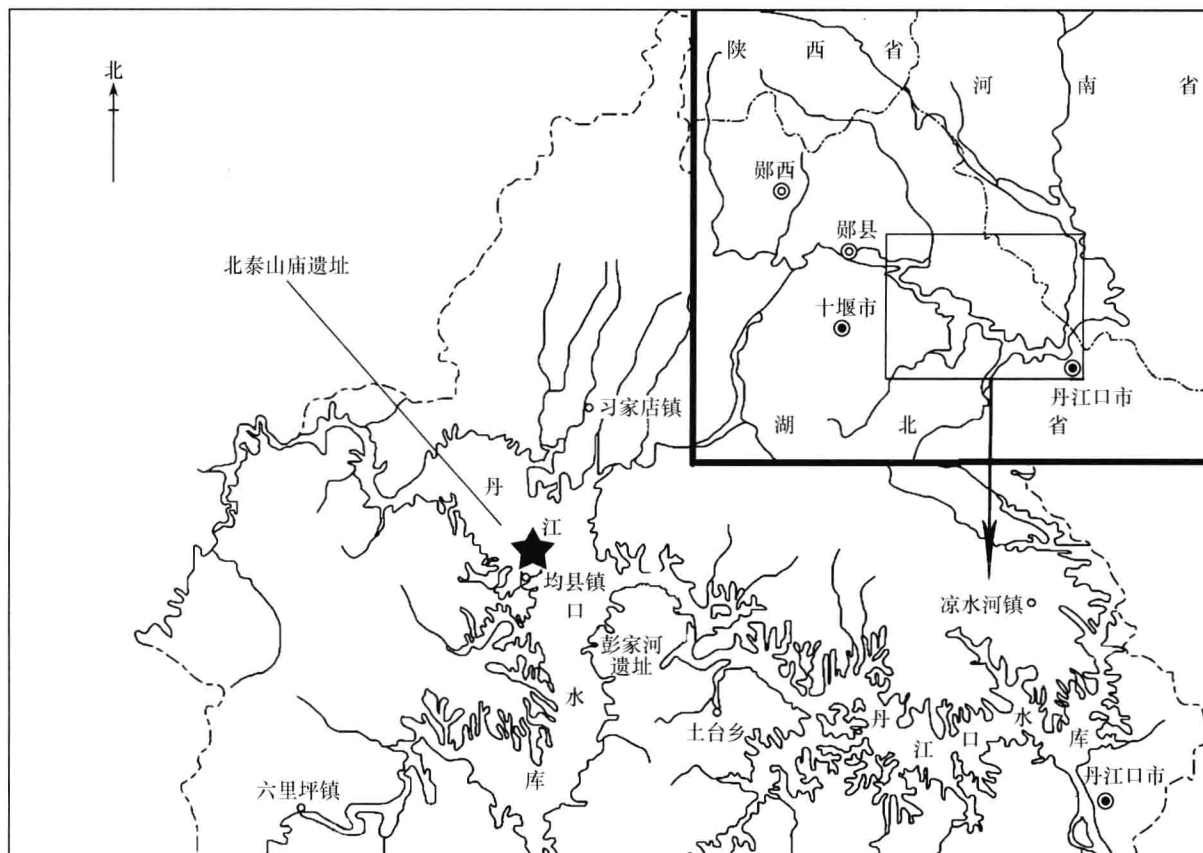 北
陕西省
河南省
郧西
郧县
十堰市
丹江口市
湖北省
北泰山庙遗址
习家店镇
丹江口水库
均县镇
彭家河
遗址
凉水河镇
土台乡
丹江口水库
丹江口市
六里坪镇